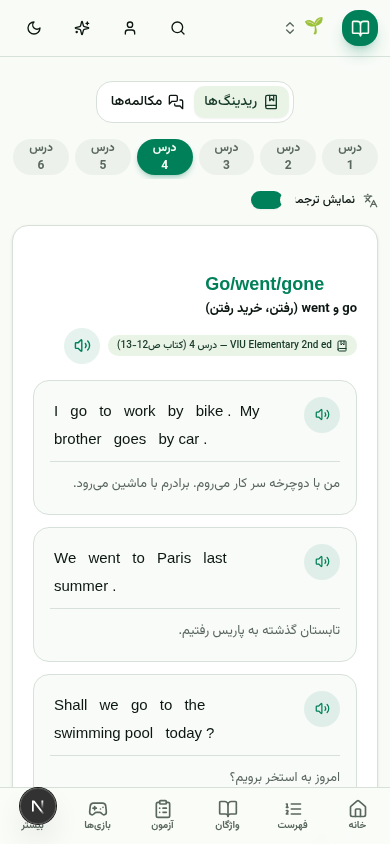 ریدینگ‌ها
مکالمه‌ها
درس 1
درس 2
درس 3
درس 4
درس 5
درس 6
نمایش ترجمه
Go/went/gone
go و went (رفتن، خرید رفتن)
VIU Elementary 2nd ed — درس 4 (کتاب ص12-13)
I go to work by bike . My
brother goes by car .
من با دوچرخه سر کار می‌روم. برادرم با ماشین می‌رود.
We went to Paris last
summer .
تابستان گذشته به پاریس رفتیم.
Shall we go to the
swimming pool today ?
امروز به استخر برویم؟
خانه
فهرست
واژگان
آزمون
بازی‌ها
بیشتر
N